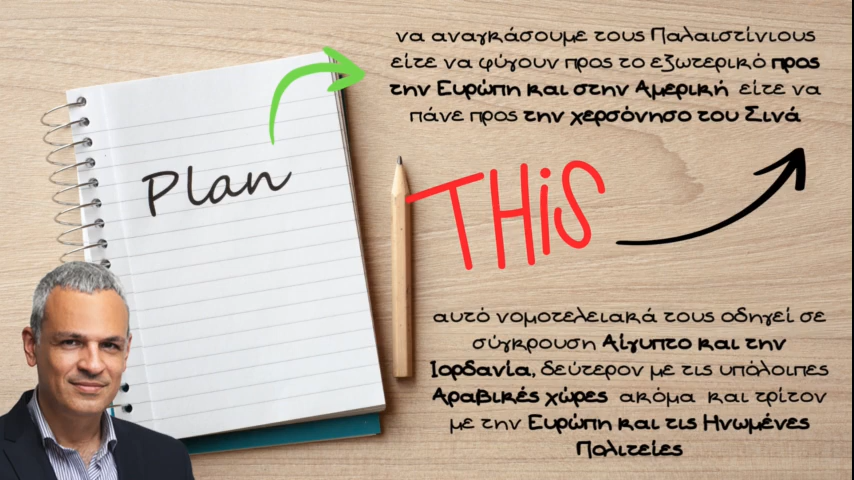 να αναγκάσουμε τους Παλαιστίνιους
είτε να φύγουν προς το εξωτερικό προς
την Ευρώπη και στην Αμερική είτε να
πάνε προς την χερσόνησο του Σινά
Plan
THiS
αυτό νομοτελειακά τους οδηγεί σε
σύγκρουση Αίγυπτο και την
Ιορδανία, δεύτερον με τις υπόλοιπες
Αραβικές χώρες ακόμα και τρίτον
με την Ευρώπη και τις Ηνωμένες
Πολιτείες